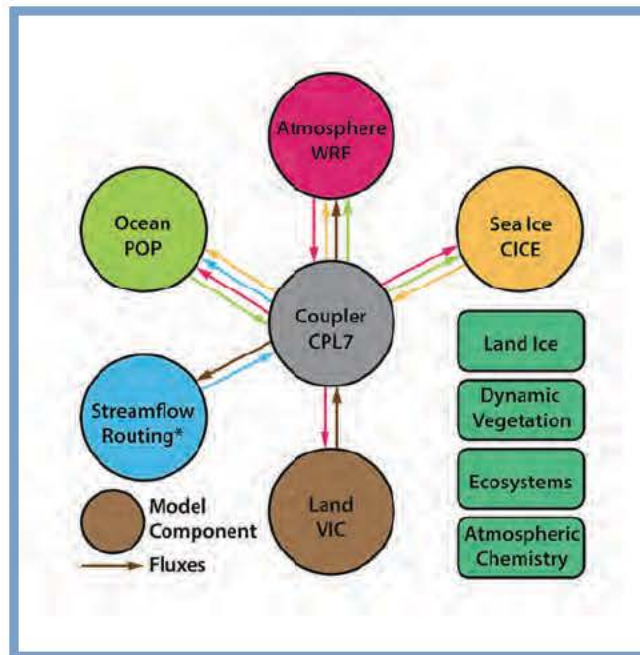 Atmosphere
WRF
Ocean
POP
Sea Ice
CICE
Coupler
CPL7
Land Ice
Dynamic
Vegetation
Streamflow
Routing*
Ecosystems
Land
VIC
Atmospheric
Chemistry
Model
Component
Fluxes